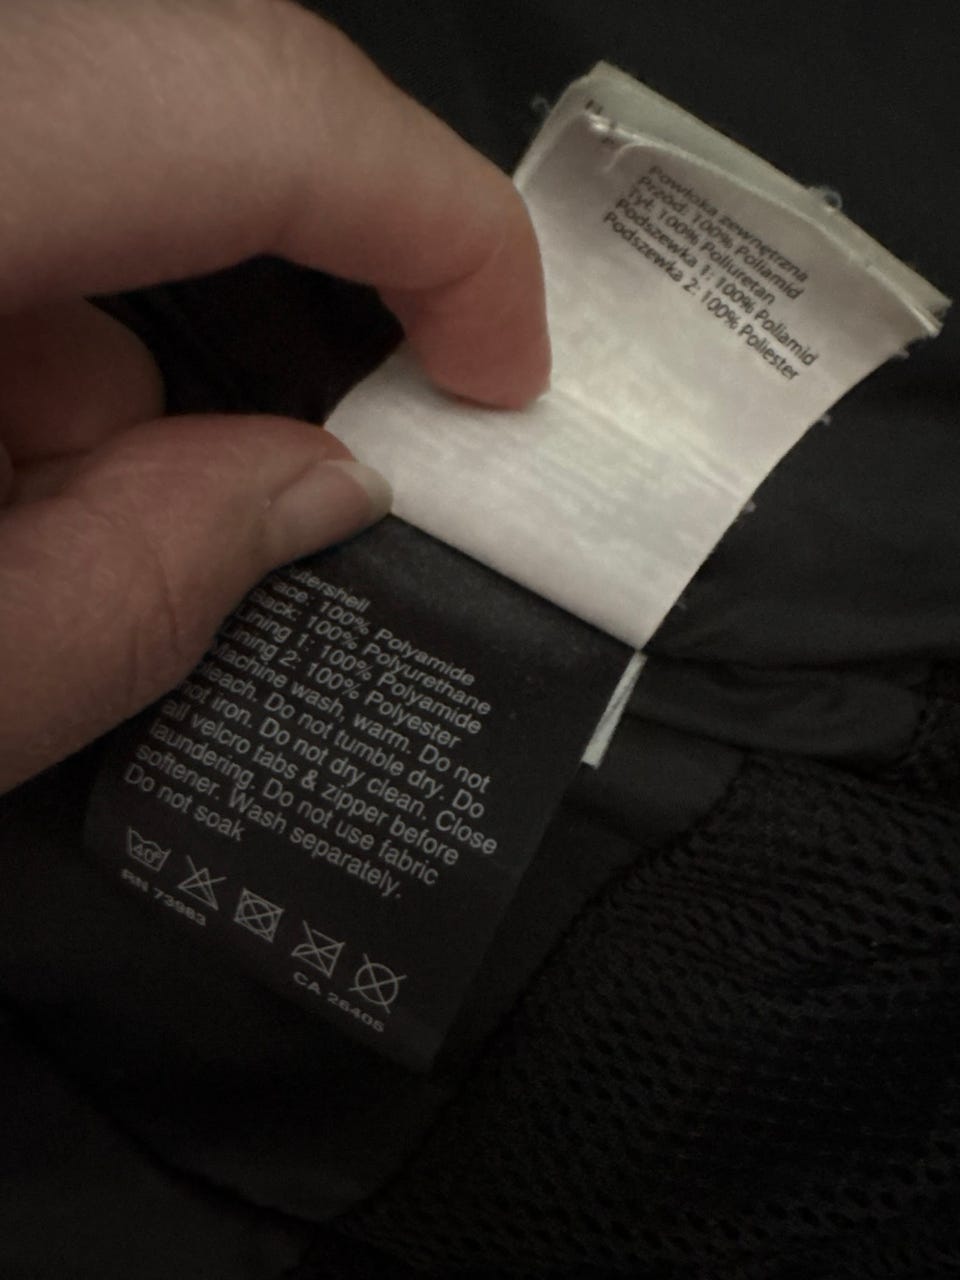 Powłoka zewnętrzna
Przód: 100% Poliamid
Tył: 100% Poliuretan
Podszewka 1: 100% Poliamid
Podszewka 2: 100% Poliester
Outershell
Face: 100% Polyamide
Back: 100% Polyurethane
Lining 1: 100% Polyamide
Lining 2: 100% Polyester
Machine wash, warm. Do not
bleach. Do not tumble dry. Do
not iron. Do not dry clean. Close
all velcro tabs & zipper before
laundering. Do not use fabric
softener. Wash separately.
Do not soak
40°
RN 73983
CA 26405